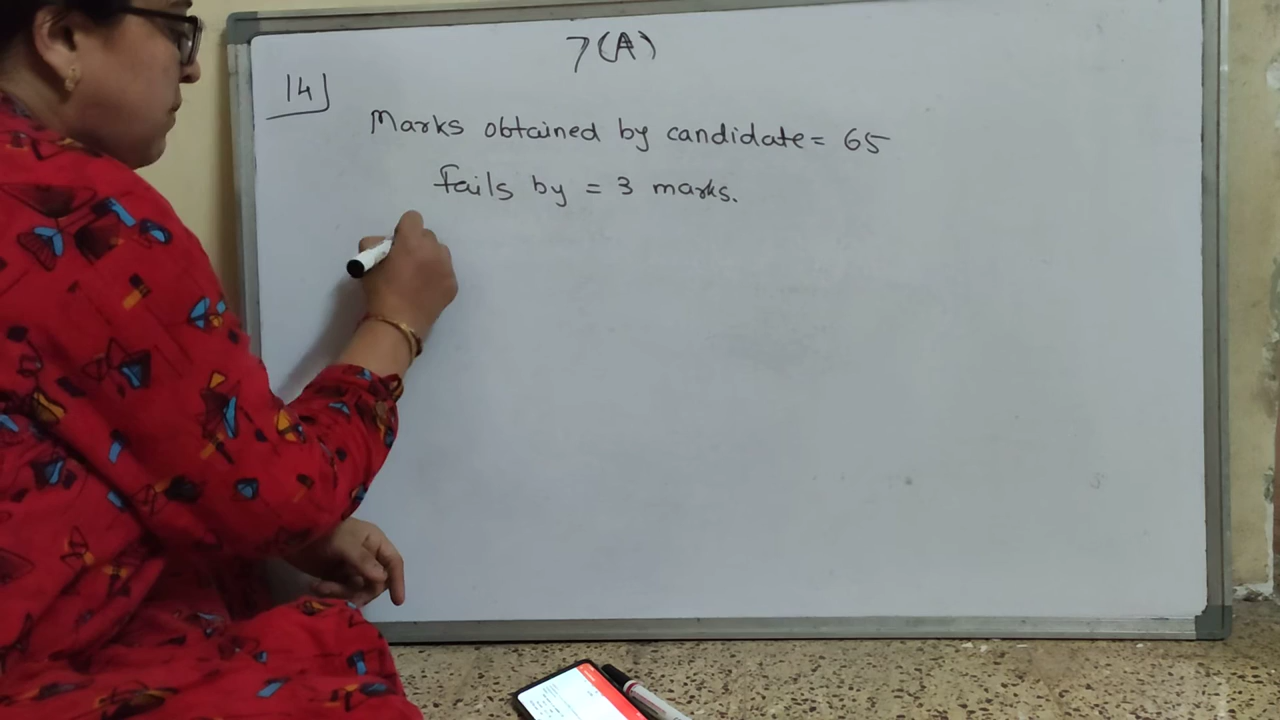 7(A)
14
Marks obtained by candidate = 65
fails by = 3 marks.